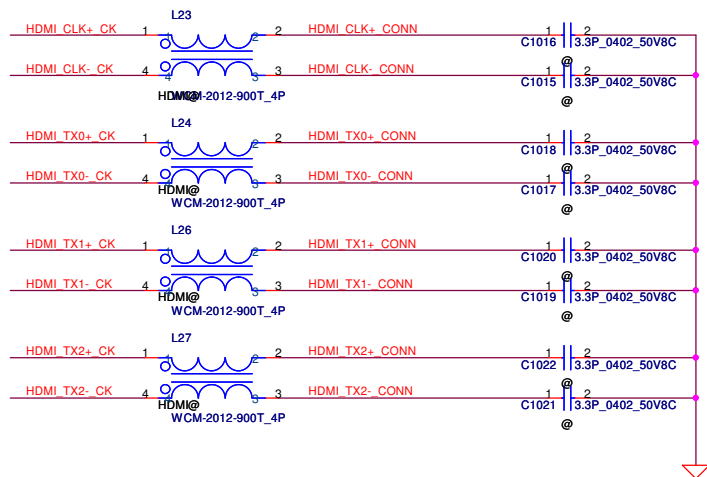 L23
HDMI_CLK+_CK 1 2 HDMI_CLK+_CONN 1 2
C1016 3.3P_0402_50V8C
@
HDMI_CLK-_CK 4 3 HDMI_CLK-_CONN 1 2
C1015 3.3P_0402_50V8C
HDMI@ WCM-2012-900T_4P
@
L24
HDMI_TX0+_CK 1 2 HDMI_TX0+_CONN 1 2
C1018 3.3P_0402_50V8C
@
HDMI_TX0-_CK 4 3 HDMI_TX0-_CONN 1 2
HDMI@ C1017 3.3P_0402_50V8C
WCM-2012-900T_4P
@
L26
HDMI_TX1+_CK 1 2 HDMI_TX1+_CONN 1 2
C1020 3.3P_0402_50V8C
@
HDMI_TX1-_CK 4 3 HDMI_TX1-_CONN 1 2
HDMI@ C1019 3.3P_0402_50V8C
WCM-2012-900T_4P
@
L27
HDMI_TX2+_CK 1 2 HDMI_TX2+_CONN 1 2
C1022 3.3P_0402_50V8C
@
HDMI_TX2-_CK 4 3 HDMI_TX2-_CONN 1 2
HDMI@ C1021 3.3P_0402_50V8C
WCM-2012-900T_4P
@